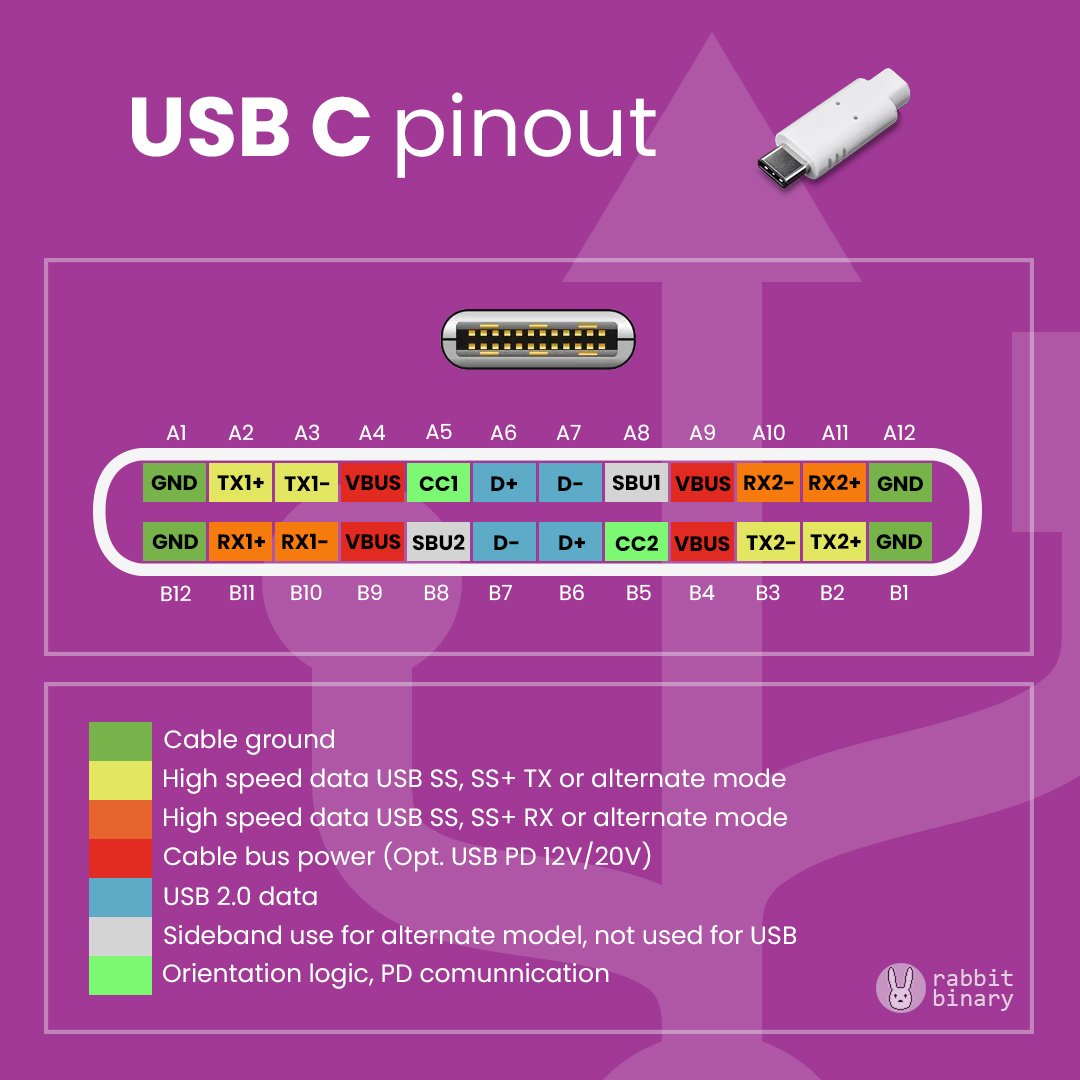 USB C pinout
A1 A2 A3 A4 A5 A6 A7 A8 A9 A10 A11 A12
GND TX1+ TX1- VBUS CC1 D+ D- SBU1 VBUS RX2- RX2+ GND
GND RX1+ RX1- VBUS SBU2 D- D+ CC2 VBUS TX2- TX2+ GND
B12 B11 B10 B9 B8 B7 B6 B5 B4 B3 B2 B1
Cable ground
High speed data USB SS, SS+ TX or alternate mode
High speed data USB SS, SS+ RX or alternate mode
Cable bus power (Opt. USB PD 12V/20V)
USB 2.0 data
Sideband use for alternate model, not used for USB
Orientation logic, PD comunnication
rabbit
binary